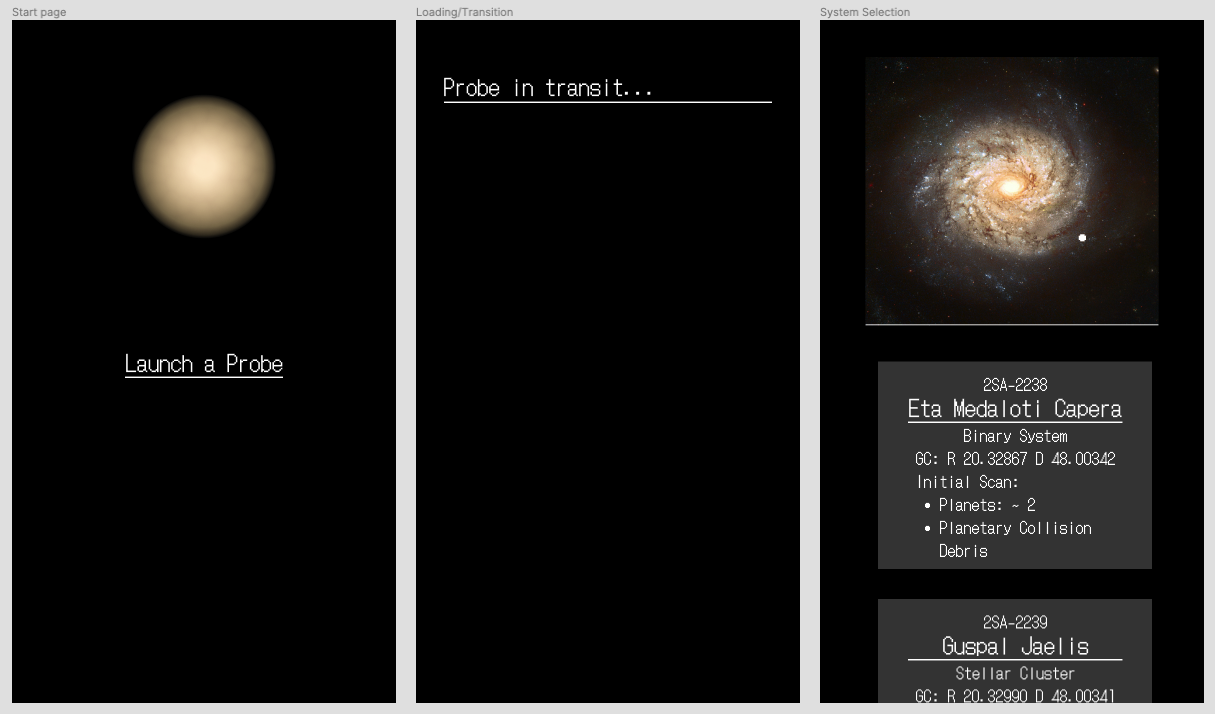 Start page
Loading/Transition
System Selection
Launch a Probe
Probe in transit...
2SA-2238
Eta Medaloti Capera
Binary System
GC: R 20.32867 D 48.00342
Initial Scan:
• Planets: ~ 2
• Planetary Collision
Debris
2SA-2239
Guspal Jaelis
Stellar Cluster
GC: R 20.32990 D 48.00341